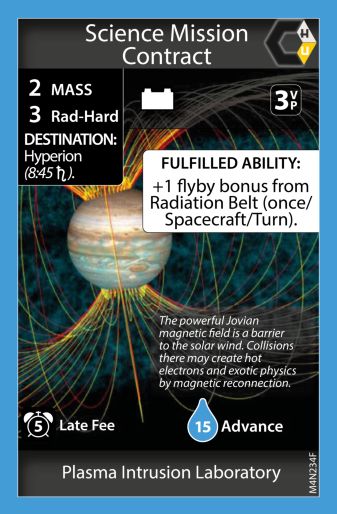 Science Mission
Contract
H
U
2 MASS
3 Rad-Hard
DESTINATION:
Hyperion
(8:45 ♄).
3 VP
FULFILLED ABILITY:
+1 flyby bonus from
Radiation Belt (once/
Spacecraft/Turn).
The powerful Jovian
magnetic field is a barrier
to the solar wind. Collisions
there may create hot
electrons and exotic physics
by magnetic reconnection.
5 Late Fee
15 Advance
Plasma Intrusion Laboratory
M4N234F